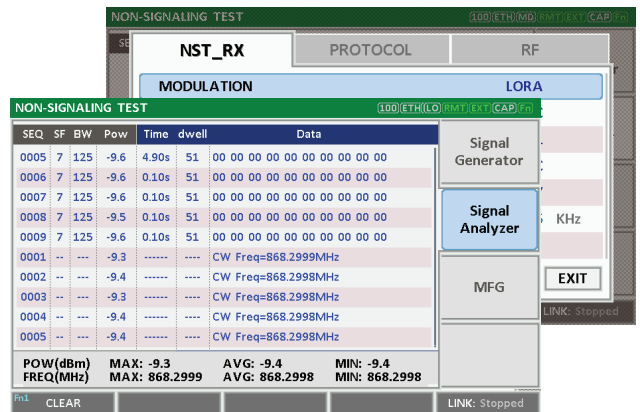 NON-SIGNALING TEST
100 ETH MD RMT EXT CAP Fn
SE
NST_RX PROTOCOL RF
MODULATION LORA
NON-SIGNALING TEST
100 ETH LO RMT EXT CAP Fn
SEQ SF BW Pow Time dwell Data
0005 7 125 -9.6 4.90s 51 00 00 00 00 00 00 00 00 00 00
0006 7 125 -9.6 0.10s 51 00 00 00 00 00 00 00 00 00 00
0007 7 125 -9.6 0.10s 51 00 00 00 00 00 00 00 00 00 00
0008 7 125 -9.5 0.10s 51 00 00 00 00 00 00 00 00 00 00
0009 7 125 -9.6 0.10s 51 00 00 00 00 00 00 00 00 00 00
0001 -- --- -9.3 ------ ---- CW Freq=868.2999MHz
0002 -- --- -9.4 ------ ---- CW Freq=868.2998MHz
0003 -- --- -9.3 ------ ---- CW Freq=868.2998MHz
0004 -- --- -9.4 ------ ---- CW Freq=868.2998MHz
0005 -- --- -9.4 ------ ---- CW Freq=868.2998MHz
POW(dBm) MAX: -9.3 AVG: -9.4 MIN: -9.4
FREQ(MHz) MAX: 868.2999 AVG: 868.2998 MIN: 868.2998
Signal
Generator
Signal
Analyzer
MFG
KHz
EXIT
LINK: Stopped
Fn1 CLEAR
LINK: Stopped